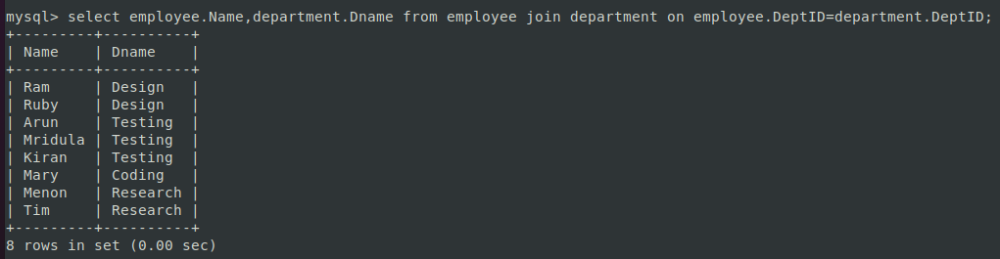 mysql> select employee.Name,department.Dname from employee join department on employee.DeptID=department.DeptID;
+---------+----------+
| Name    | Dname    |
+---------+----------+
| Ram     | Design   |
| Ruby    | Design   |
| Arun    | Testing  |
| Mridula | Testing  |
| Kiran   | Testing  |
| Mary    | Coding   |
| Menon   | Research |
| Tim     | Research |
+---------+----------+
8 rows in set (0.00 sec)